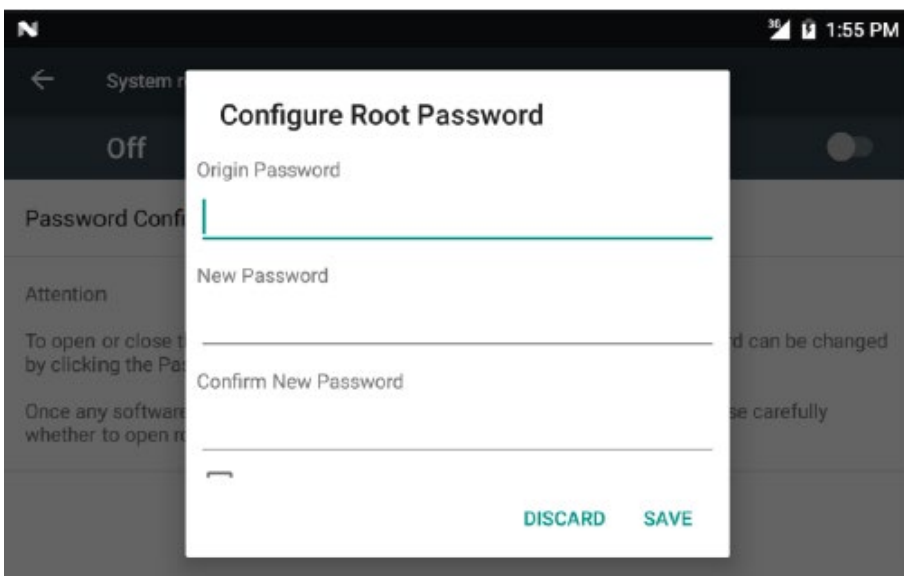 3G 1:55 PM
System r
Configure Root Password
Off
Origin Password
Password Confi
New Password
Attention
To open or close t d can be changed
by clicking the Pa
Confirm New Password
Once any software se carefully
whether to open r
DISCARD SAVE